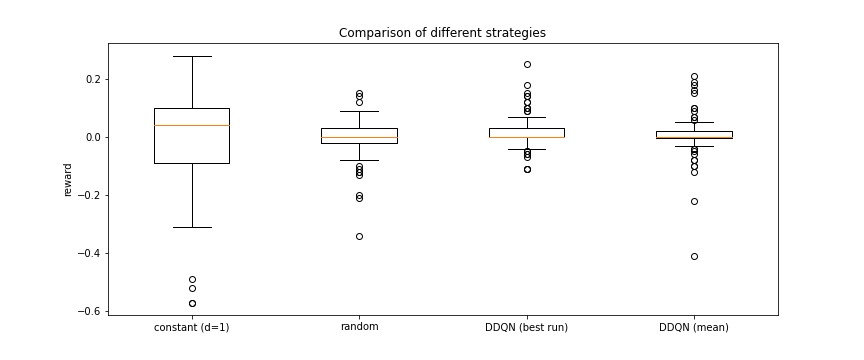 Comparison of different strategies
0.2
0.0
−0.2
−0.4
−0.6
reward
constant (d=1)
random
DDQN (best run)
DDQN (mean)